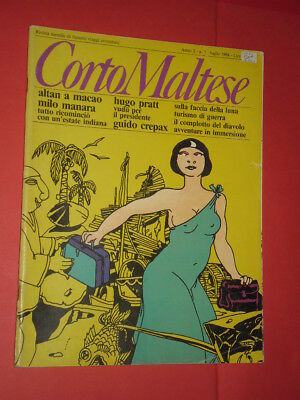 Rivista mensile di fumetti viaggi avventure
Anno 2 - n. 7 luglio 1984
Corto Maltese
altan a macao
milo manara
tutto ricominciò
con un'estate indiana
hugo pratt
vudù per
il presidente
guido crepax
sulla faccia della luna
turismo di guerra
il complotto del diavolo
avventure in immersione